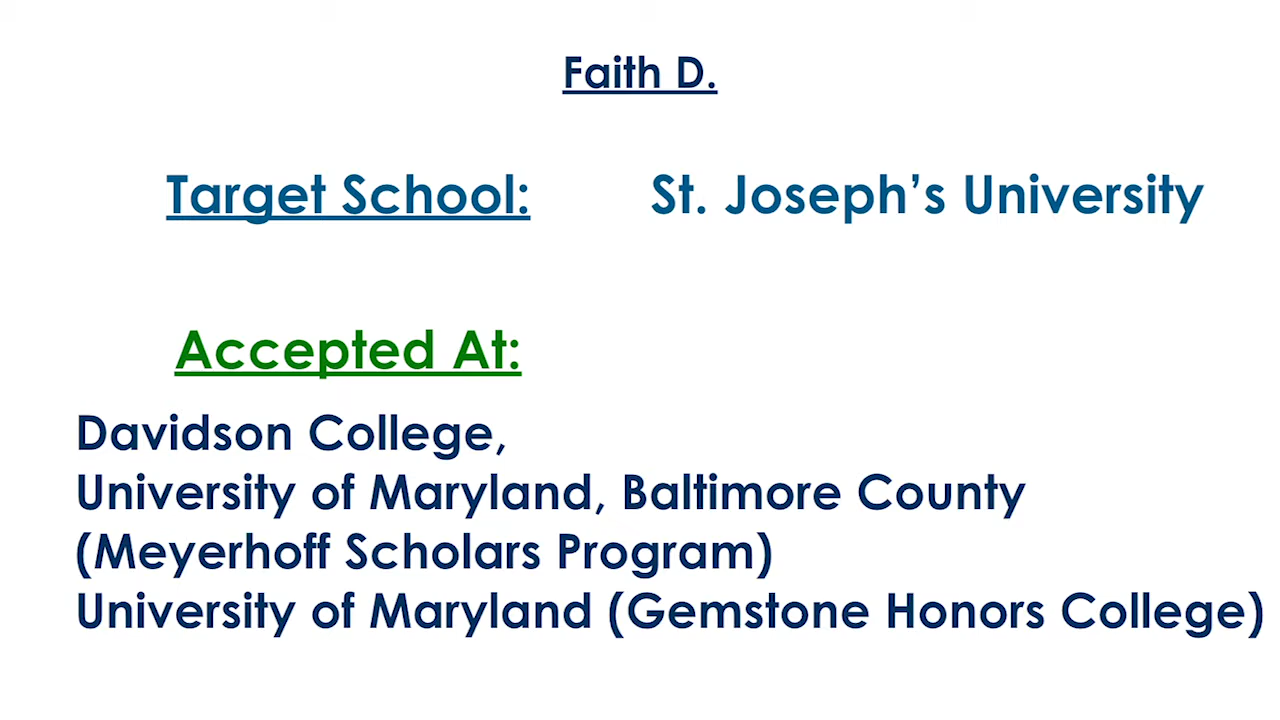 Faith D.
Target School: St. Joseph’s University
Accepted At:
Davidson College,
University of Maryland, Baltimore County
(Meyerhoff Scholars Program)
University of Maryland (Gemstone Honors College)